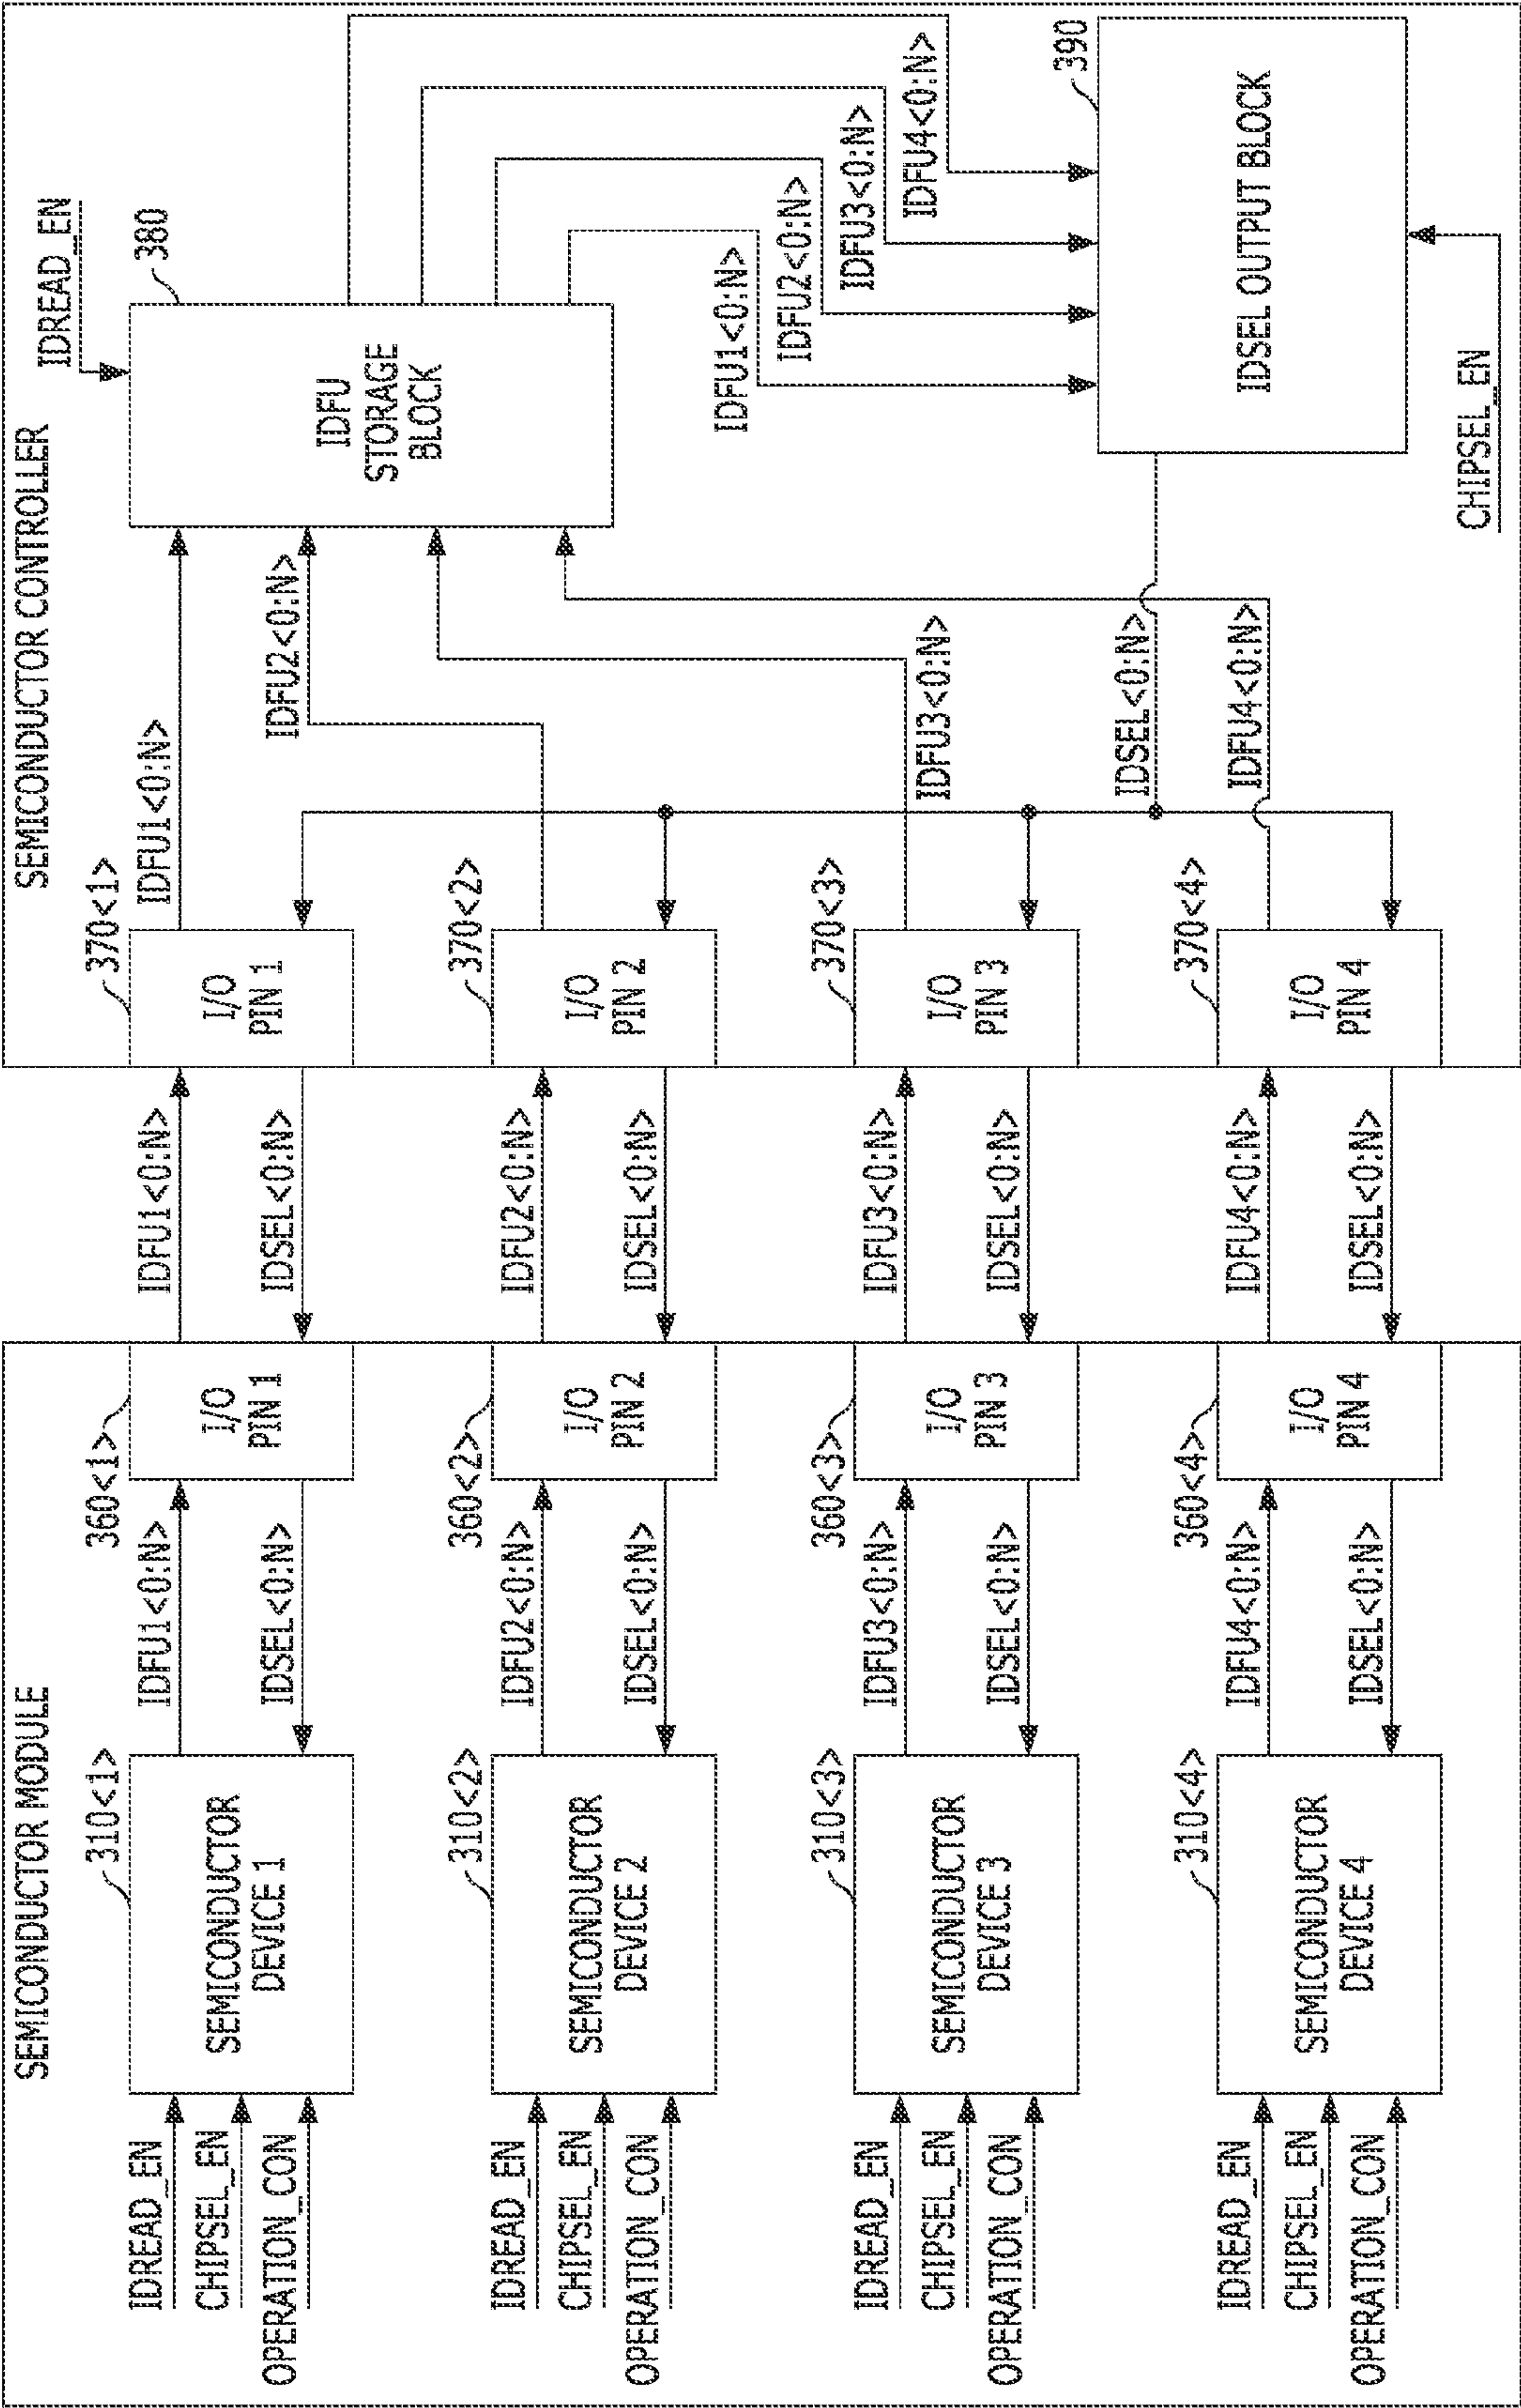 SEMICONDUCTOR MODULE
IDREAD_EN
CHIPSEL_EN
OPERATION_CON
310<1>
SEMICONDUCTOR
DEVICE 1
IDFU1<0:N>
IDSEL<0:N>
360<1>
I/O
PIN 1
IDREAD_EN
CHIPSEL_EN
OPERATION_CON
310<2>
SEMICONDUCTOR
DEVICE 2
IDFU2<0:N>
IDSEL<0:N>
360<2>
I/O
PIN 2
IDREAD_EN
CHIPSEL_EN
OPERATION_CON
310<3>
SEMICONDUCTOR
DEVICE 3
IDFU3<0:N>
IDSEL<0:N>
360<3>
I/O
PIN 3
IDREAD_EN
CHIPSEL_EN
OPERATION_CON
310<4>
SEMICONDUCTOR
DEVICE 4
IDFU4<0:N>
IDSEL<0:N>
360<4>
I/O
PIN 4
IDFU1<0:N>
IDSEL<0:N>
IDFU2<0:N>
IDSEL<0:N>
IDFU3<0:N>
IDSEL<0:N>
IDFU4<0:N>
IDSEL<0:N>
SEMICONDUCTOR CONTROLLER
370<1>
I/O
PIN 1
IDFU1<0:N>
370<2>
I/O
PIN 2
IDFU2<0:N>
370<3>
I/O
PIN 3
IDFU3<0:N>
370<4>
I/O
PIN 4
IDSEL<0:N>
IDFU4<0:N>
IDREAD_EN
380
IDFU
STORAGE
BLOCK
IDFU1<0:N>
IDFU2<0:N>
IDFU3<0:N>
IDFU4<0:N>
390
IDSEL OUTPUT BLOCK
CHIPSEL_EN